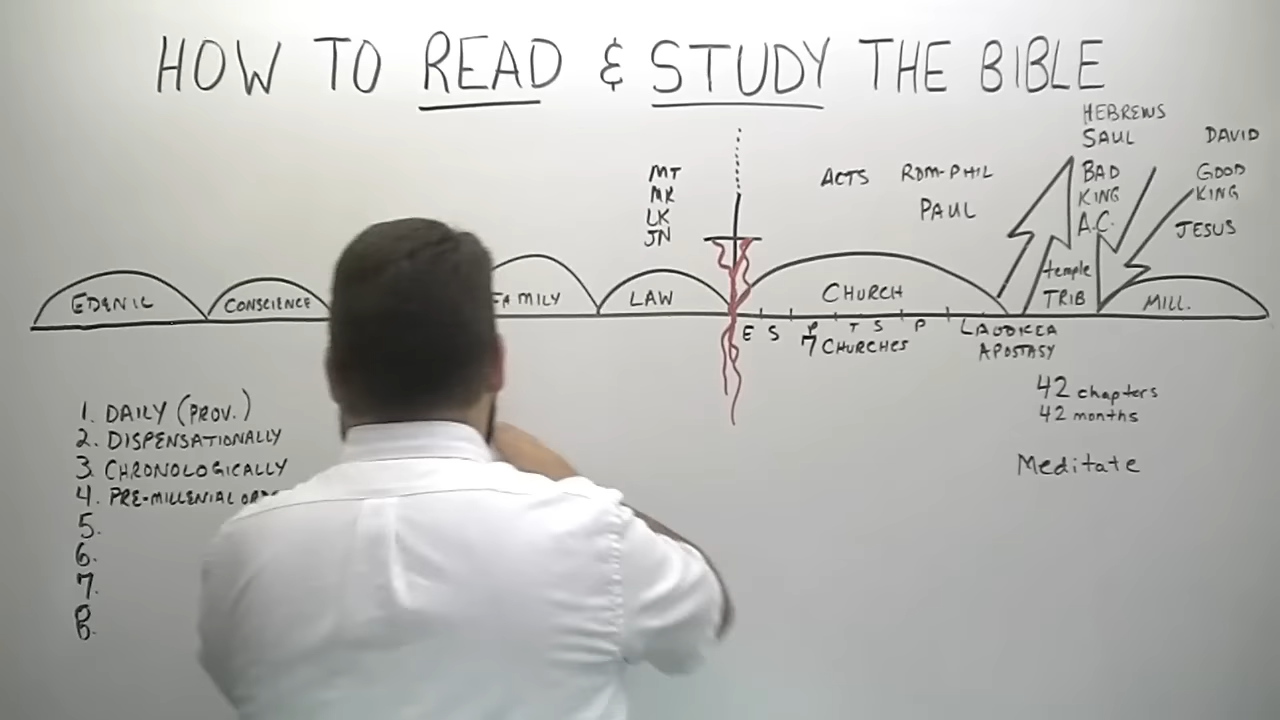 HOW TO READ & STUDY THE BIBLE
HEBREWS
SAUL
BAD
KING
A.C.
DAVID
GOOD
KING
JESUS
MT
MK
LK
JN
ACTS
ROM-PHIL
PAUL
EDENIC
CONSCIENCE
FAMILY
LAW
CHURCH
temple
TRIB
MILL.
E S P T S P LAODICEA
7 CHURCHES
APOSTASY
42 chapters
42 months
Meditate
1. DAILY (PROV.)
2. DISPENSATIONALLY
3. CHRONOLOGICALLY
4. PRE-MILLENIAL
5.
6.
7.
8.